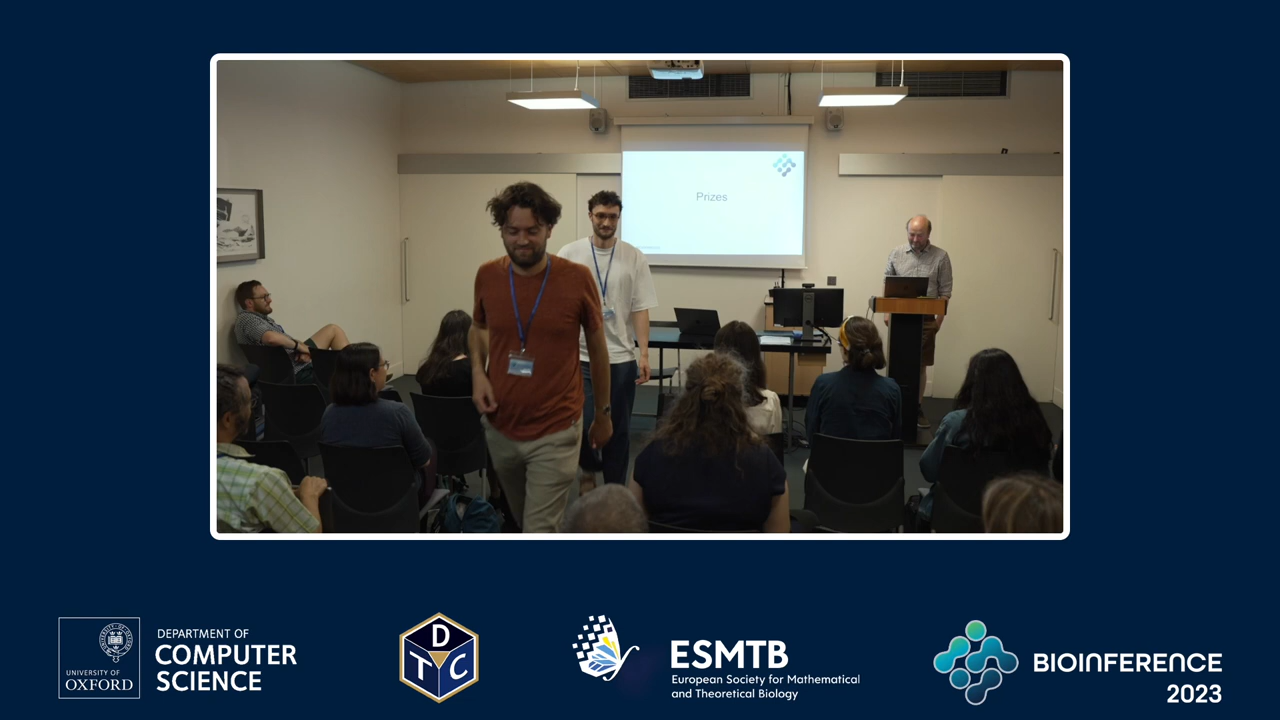 Prizes
UNIVERSITY OF
OXFORD
DEPARTMENT OF
COMPUTER
SCIENCE
D
T C
ESMTB
European Society for Mathematical
and Theoretical Biology
BIOINFERENCE
2023